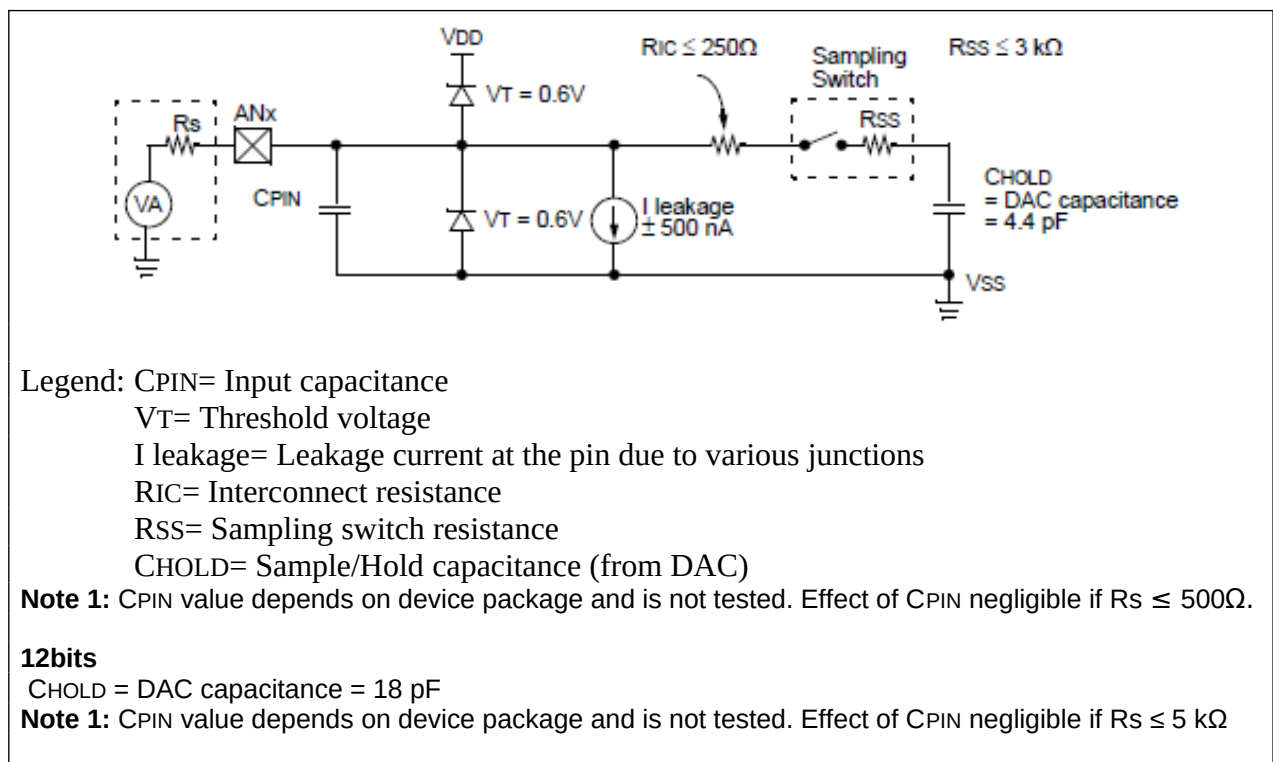 VDD
RIC ≤ 250Ω
Sampling
Switch
RSS ≤ 3 kΩ
VT = 0.6V
Rs
ANx
RSS
VA
CPIN
VT = 0.6V
I leakage
± 500 nA
CHOLD
= DAC capacitance
= 4.4 pF
VSS
Legend: CPIN= Input capacitance
VT= Threshold voltage
I leakage= Leakage current at the pin due to various junctions
RIC= Interconnect resistance
RSS= Sampling switch resistance
CHOLD= Sample/Hold capacitance (from DAC)
Note 1: CPIN value depends on device package and is not tested. Effect of CPIN negligible if Rs ≤ 500Ω.
12bits
CHOLD = DAC capacitance = 18 pF
Note 1: CPIN value depends on device package and is not tested. Effect of CPIN negligible if Rs ≤ 5 kΩ